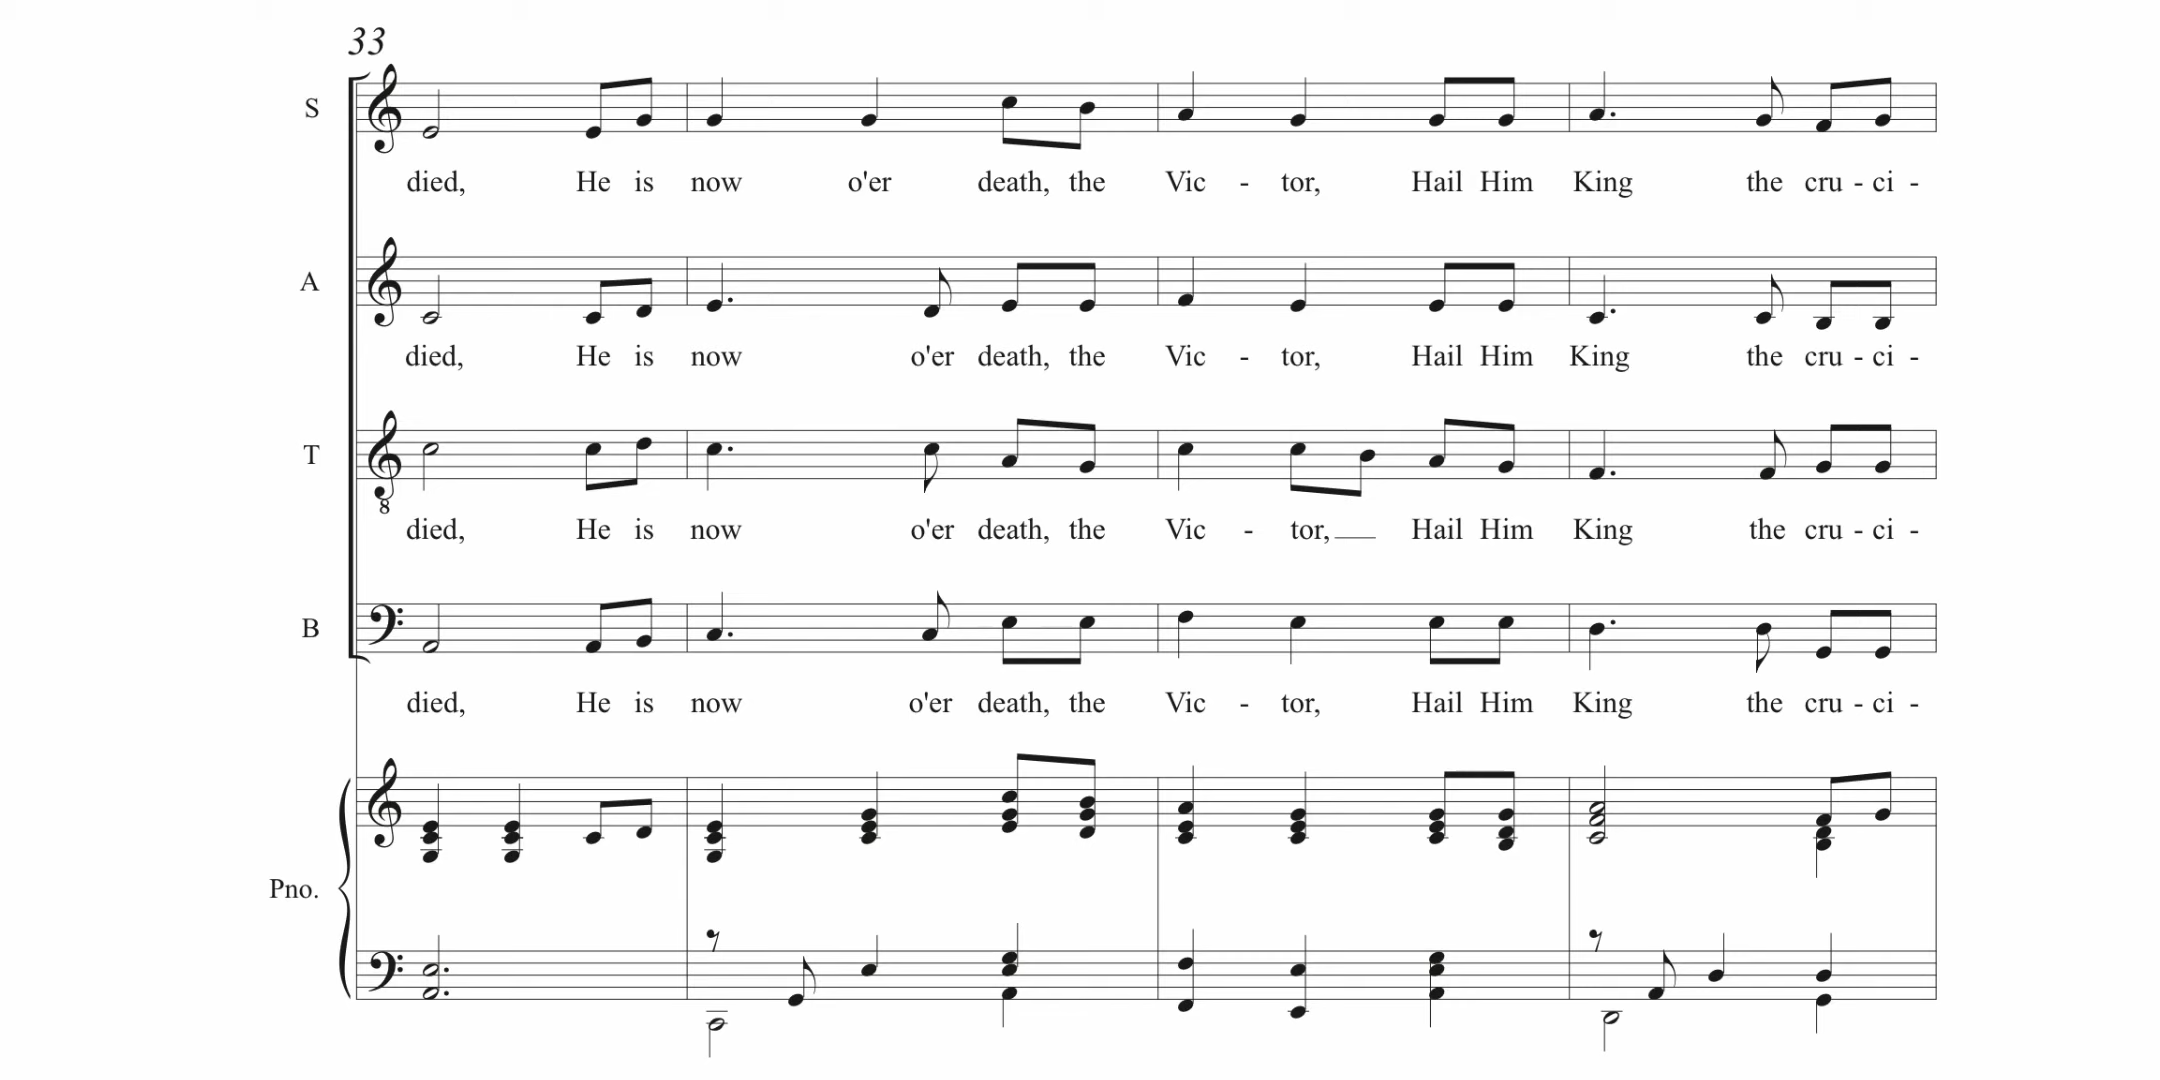 33
S
died, He is now o'er death, the Vic - tor, Hail Him King the cru - ci -
A
died, He is now o'er death, the Vic - tor, Hail Him King the cru - ci -
T
8
died, He is now o'er death, the Vic - tor, Hail Him King the cru - ci -
B
died, He is now o'er death, the Vic - tor, Hail Him King the cru - ci -
Pno.